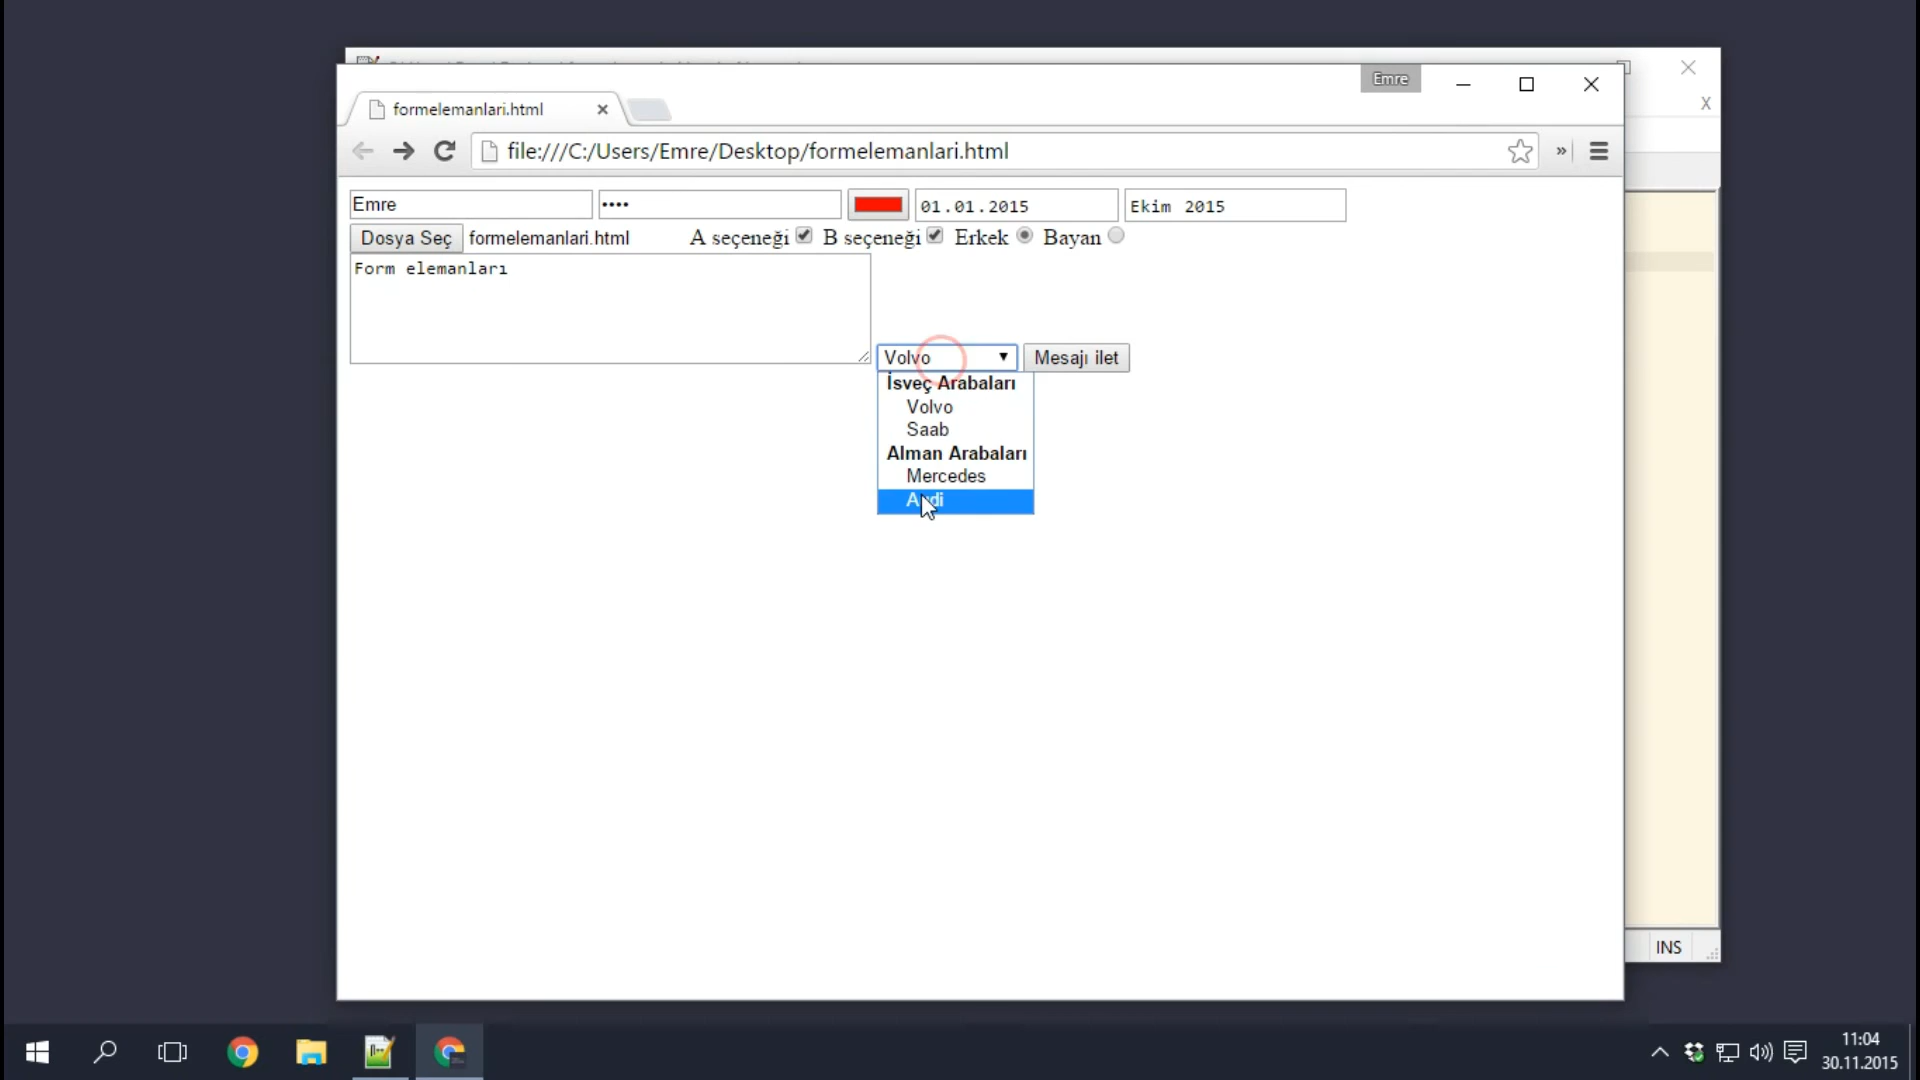 Emre
formelemanlari.html
X
file:///C:/Users/Emre/Desktop/formelemanlari.html
Emre •••• 01.01.2015 Ekim 2015
Dosya Seç formelemanlari.html A seçeneği B seçeneği Erkek Bayan
Form elemanları
Volvo Mesajı ilet
İsveç Arabaları
Volvo
Saab
Alman Arabaları
Mercedes
Audi
INS
11:04
30.11.2015